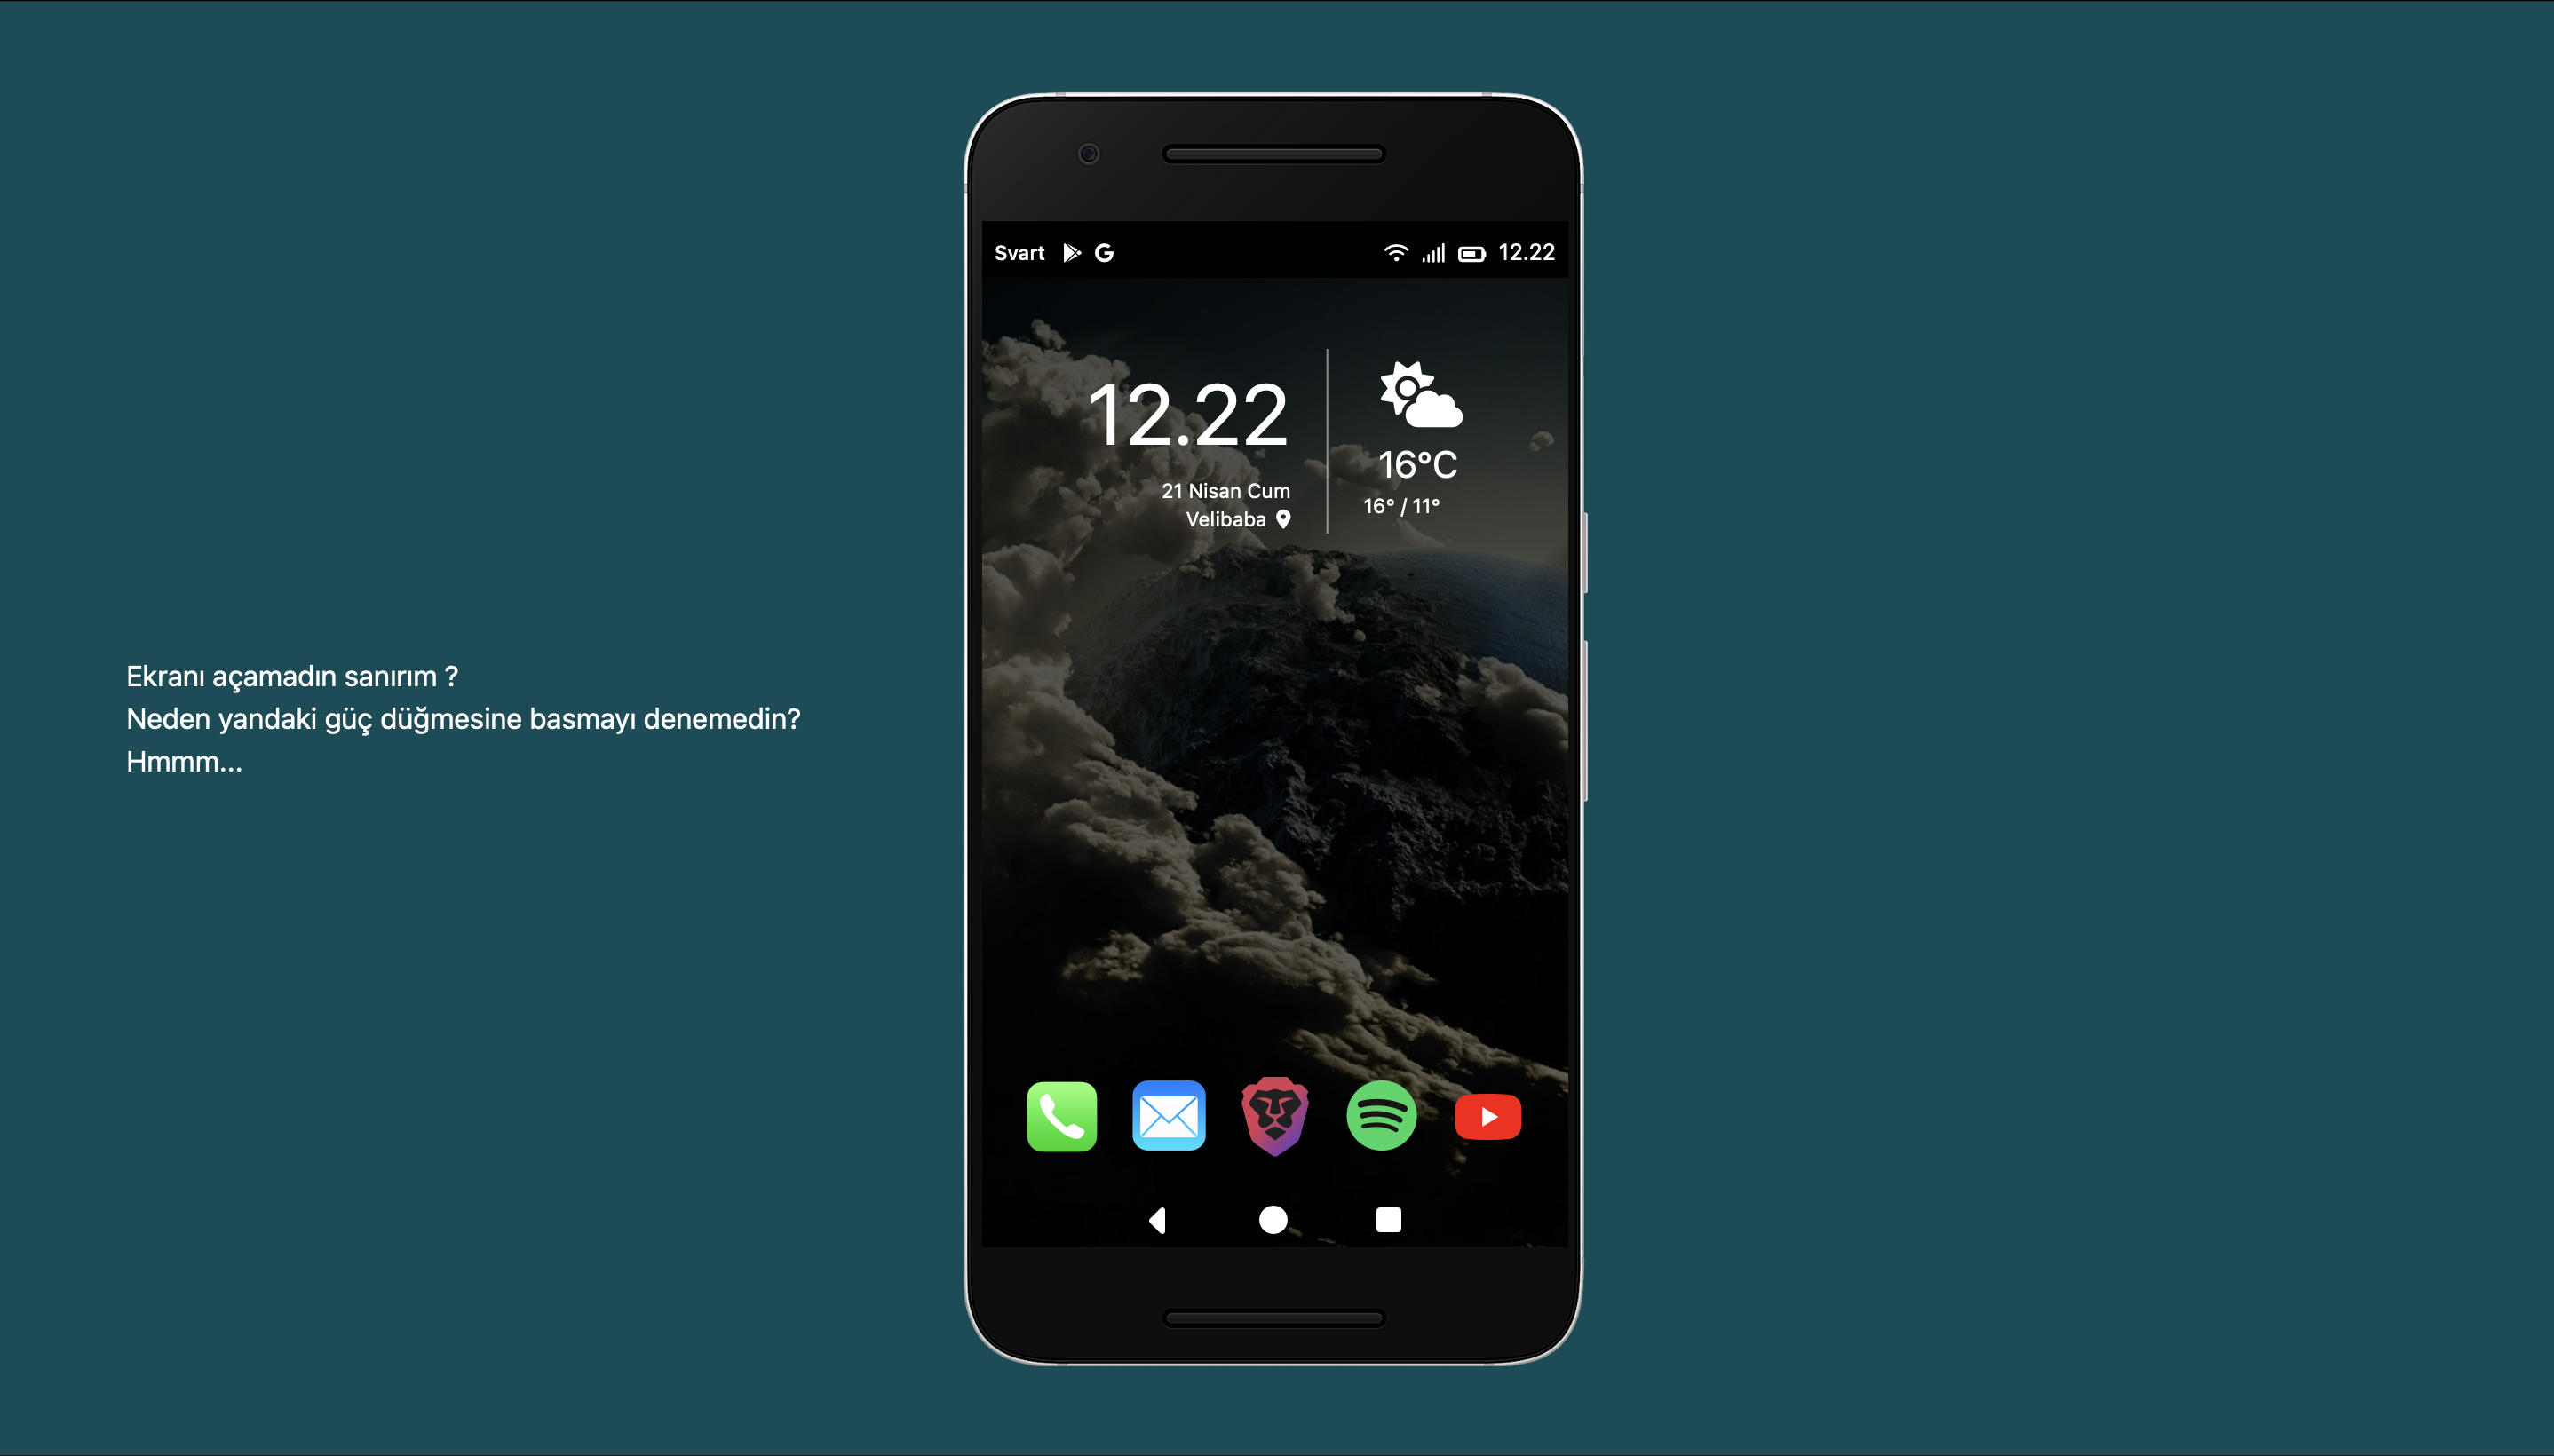 Svart 12.22
12.22
21 Nisan Cum
Velibaba
16°C
16° / 11°
Ekranı açamadın sanırım ?
Neden yandaki güç düğmesine basmayı denemedin?
Hmmm...